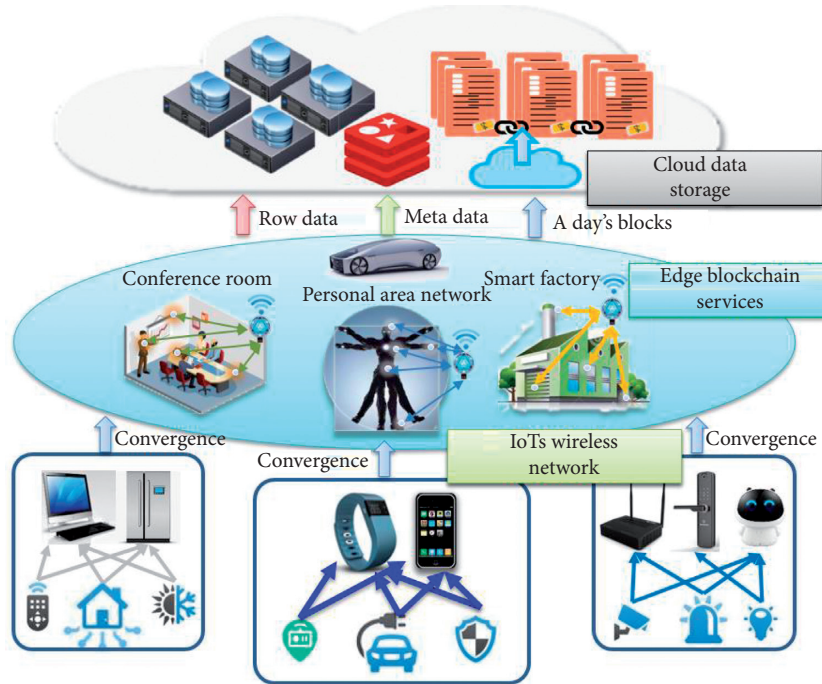 Cloud data
storage
Row data
Meta data
A day's blocks
Conference room
Personal area network
Smart factory
Edge blockchain
services
Convergence
Convergence
IoTs wireless
network
Convergence